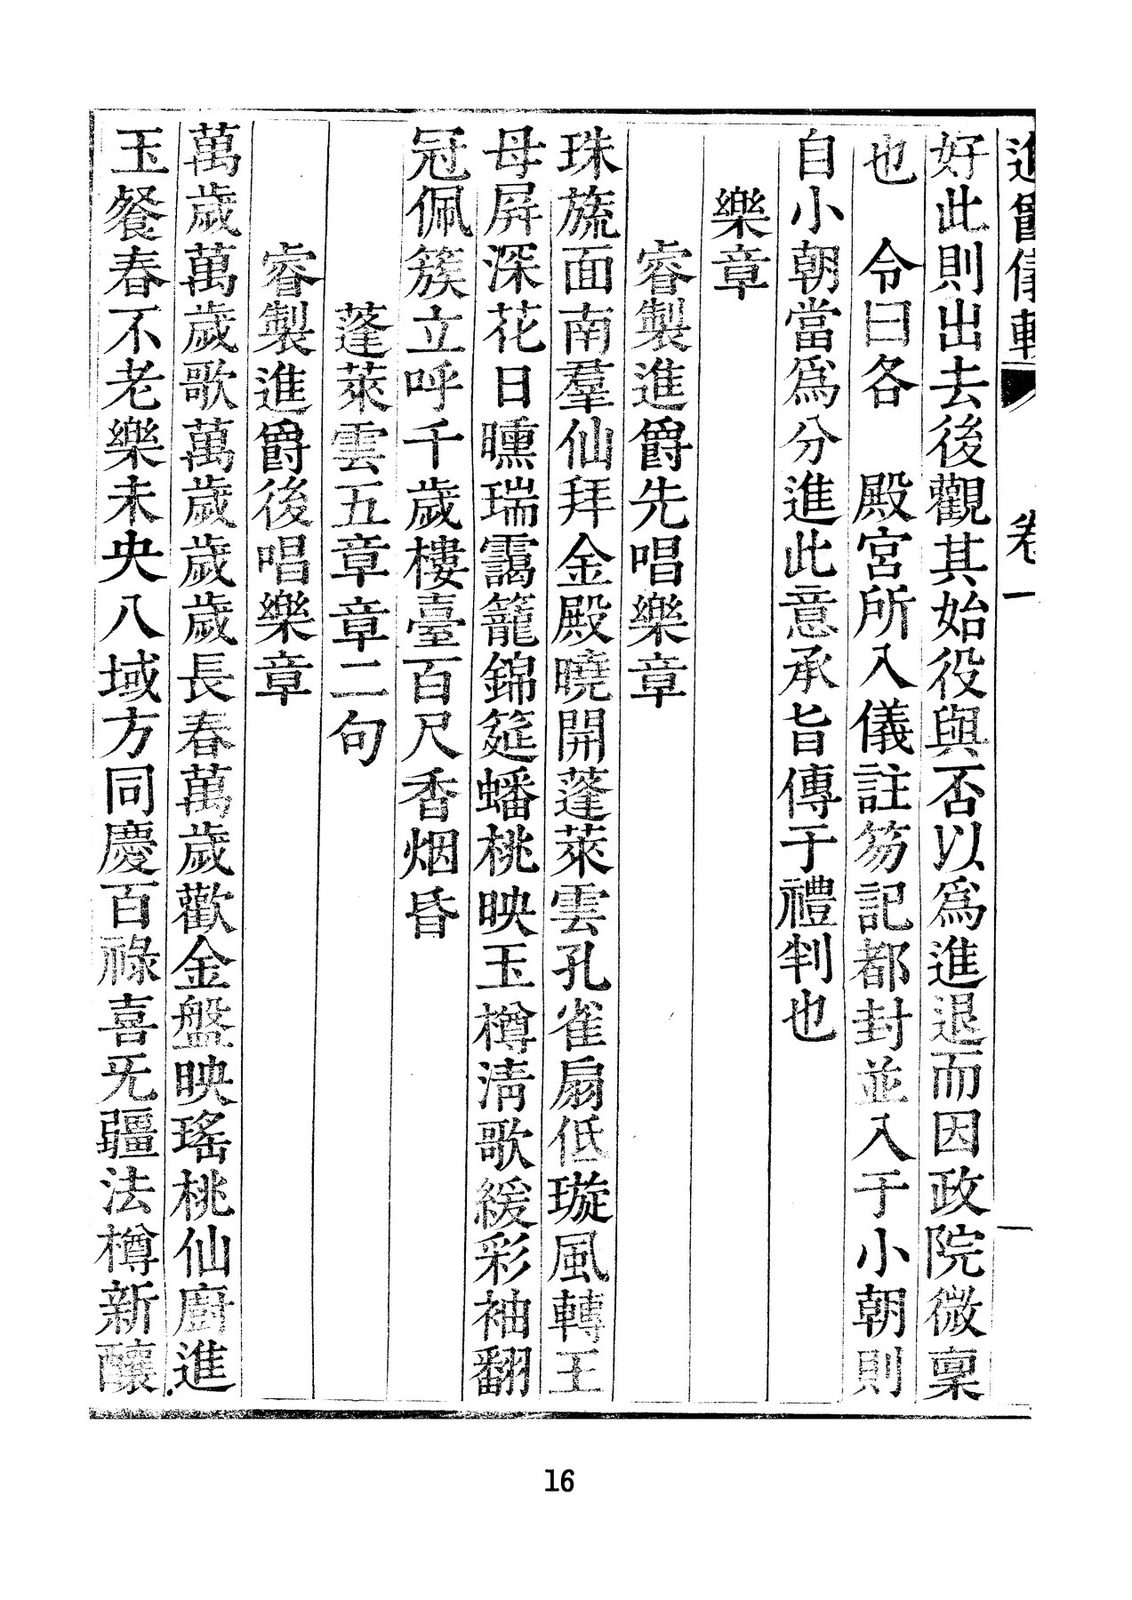 進爵儀軌 卷一 一
好此則出去後觀其始役與否以爲進退而因政院微稟
也 令曰各 殿宮所入儀註笏記都封並入于小朝則
自小朝當爲分進此意承旨傳于禮判也
樂章
睿製進爵先唱樂章
珠旒面南羣仙拜金殿曉開蓬萊雲孔雀扇低璇風轉王
母屛深花日曛瑞靄籠錦筵蟠桃映玉樽淸歌緩彩袖翻
冠佩簇立呼千歲樓臺百尺香烟昏
蓬萊雲五章章二句
睿製進爵後唱樂章
萬歲萬歲歌萬歲歲歲長春萬歲歡金盤映瑤桃仙廚進
玉餐春不老樂未央八域方同慶百祿喜旡疆法樽新釀
16